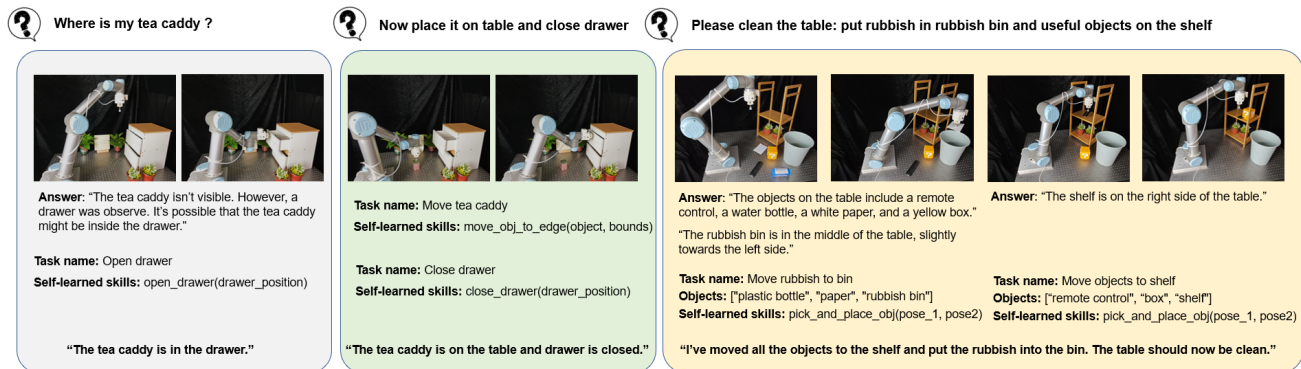 Where is my tea caddy ?
Answer: “The tea caddy isn’t visible. However, a
drawer was observe. It’s possible that the tea caddy
might be inside the drawer.”
Task name: Open drawer
Self-learned skills: open_drawer(drawer_position)
“The tea caddy is in the drawer.”
Now place it on table and close drawer
Task name: Move tea caddy
Self-learned skills: move_obj_to_edge(object, bounds)
Task name: Close drawer
Self-learned skills: close_drawer(drawer_position)
“The tea caddy is on the table and drawer is closed.”
Please clean the table: put rubbish in rubbish bin and useful objects on the shelf
Answer: “The objects on the table include a remote
control, a water bottle, a white paper, and a yellow box.”
“The rubbish bin is in the middle of the table, slightly
towards the left side.”
Task name: Move rubbish to bin
Objects: ["plastic bottle", "paper", "rubbish bin"]
Self-learned skills: pick_and_place_obj(pose_1, pose2)
Answer: “The shelf is on the right side of the table.”
Task name: Move objects to shelf
Objects: [“remote control", “box", “shelf"]
Self-learned skills: pick_and_place_obj(pose_1, pose2)
“I’ve moved all the objects to the shelf and put the rubbish into the bin. The table should now be clean.”